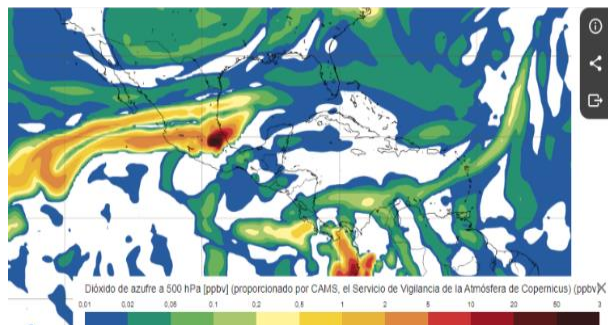 Dióxido de azufre a 500 hPa [ppbv] (proporcionado por CAMS, el Servicio de Vigilancia de la Atmósfera de Copernicus) (ppbv)
0.01 0.02 0.05 0.1 0.2 0.5 1 2 5 10 20 50 3